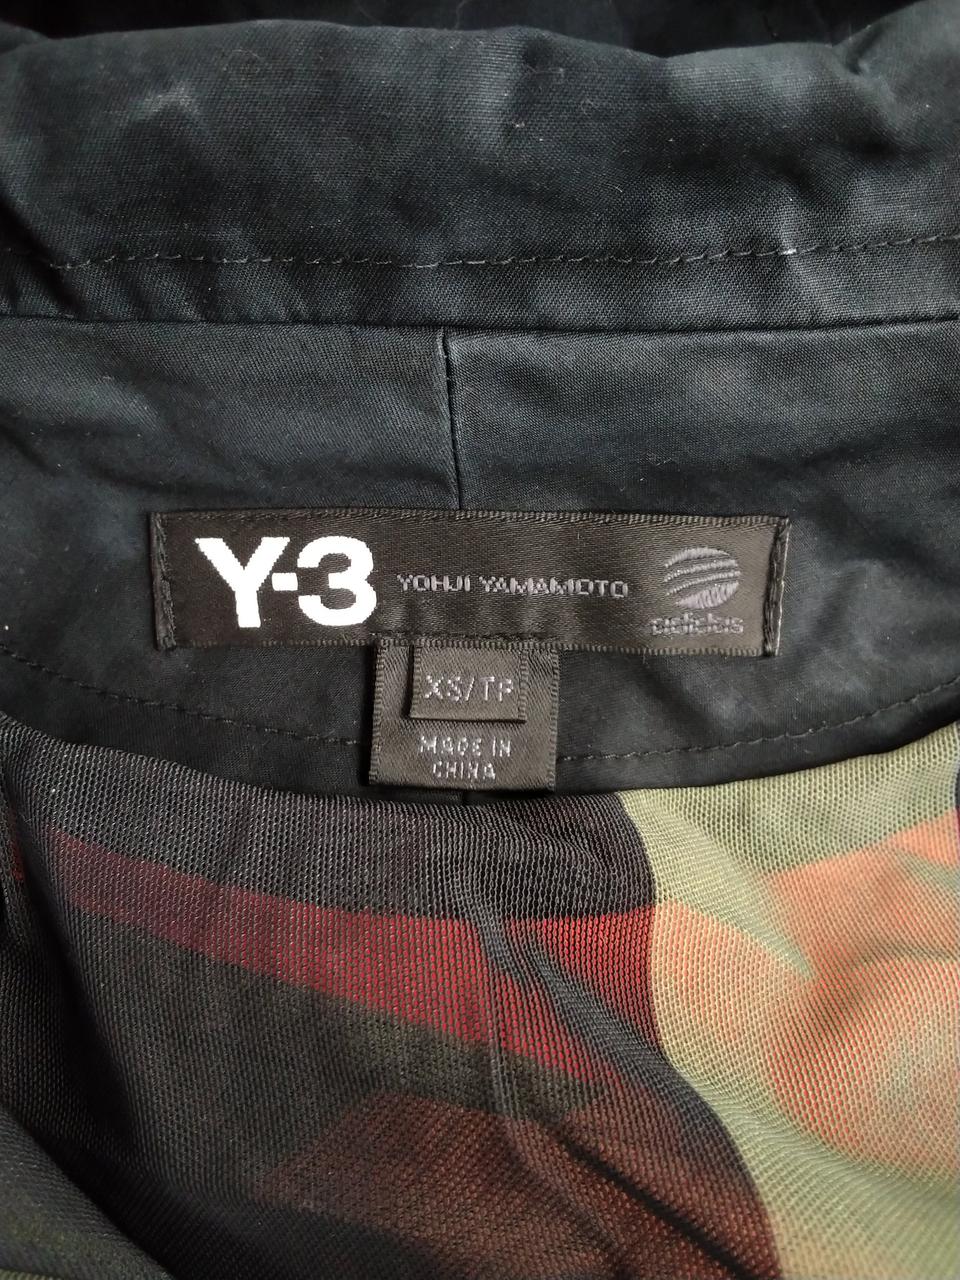 Y-3 YOHJI YAMAMOTO
adidas
XS/TP
MADE IN
CHINA